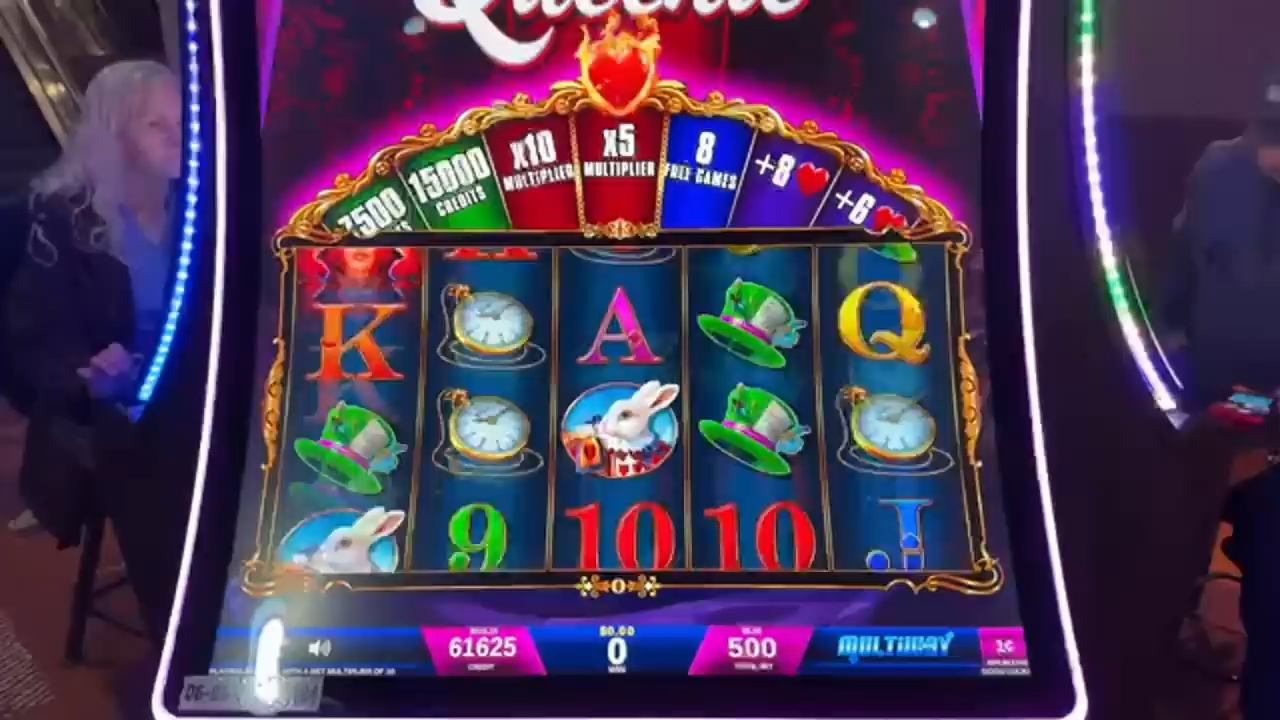 Queenie
x10
MULTIPLIER
x5
MULTIPLIER
8
FREE GAMES
15000
CREDITS
7500
+8
+6
K
A
Q
9
10
10
J
61625
CREDIT
$0.00
0
WIN
500
TOTAL BET
MULTIWAY
1¢